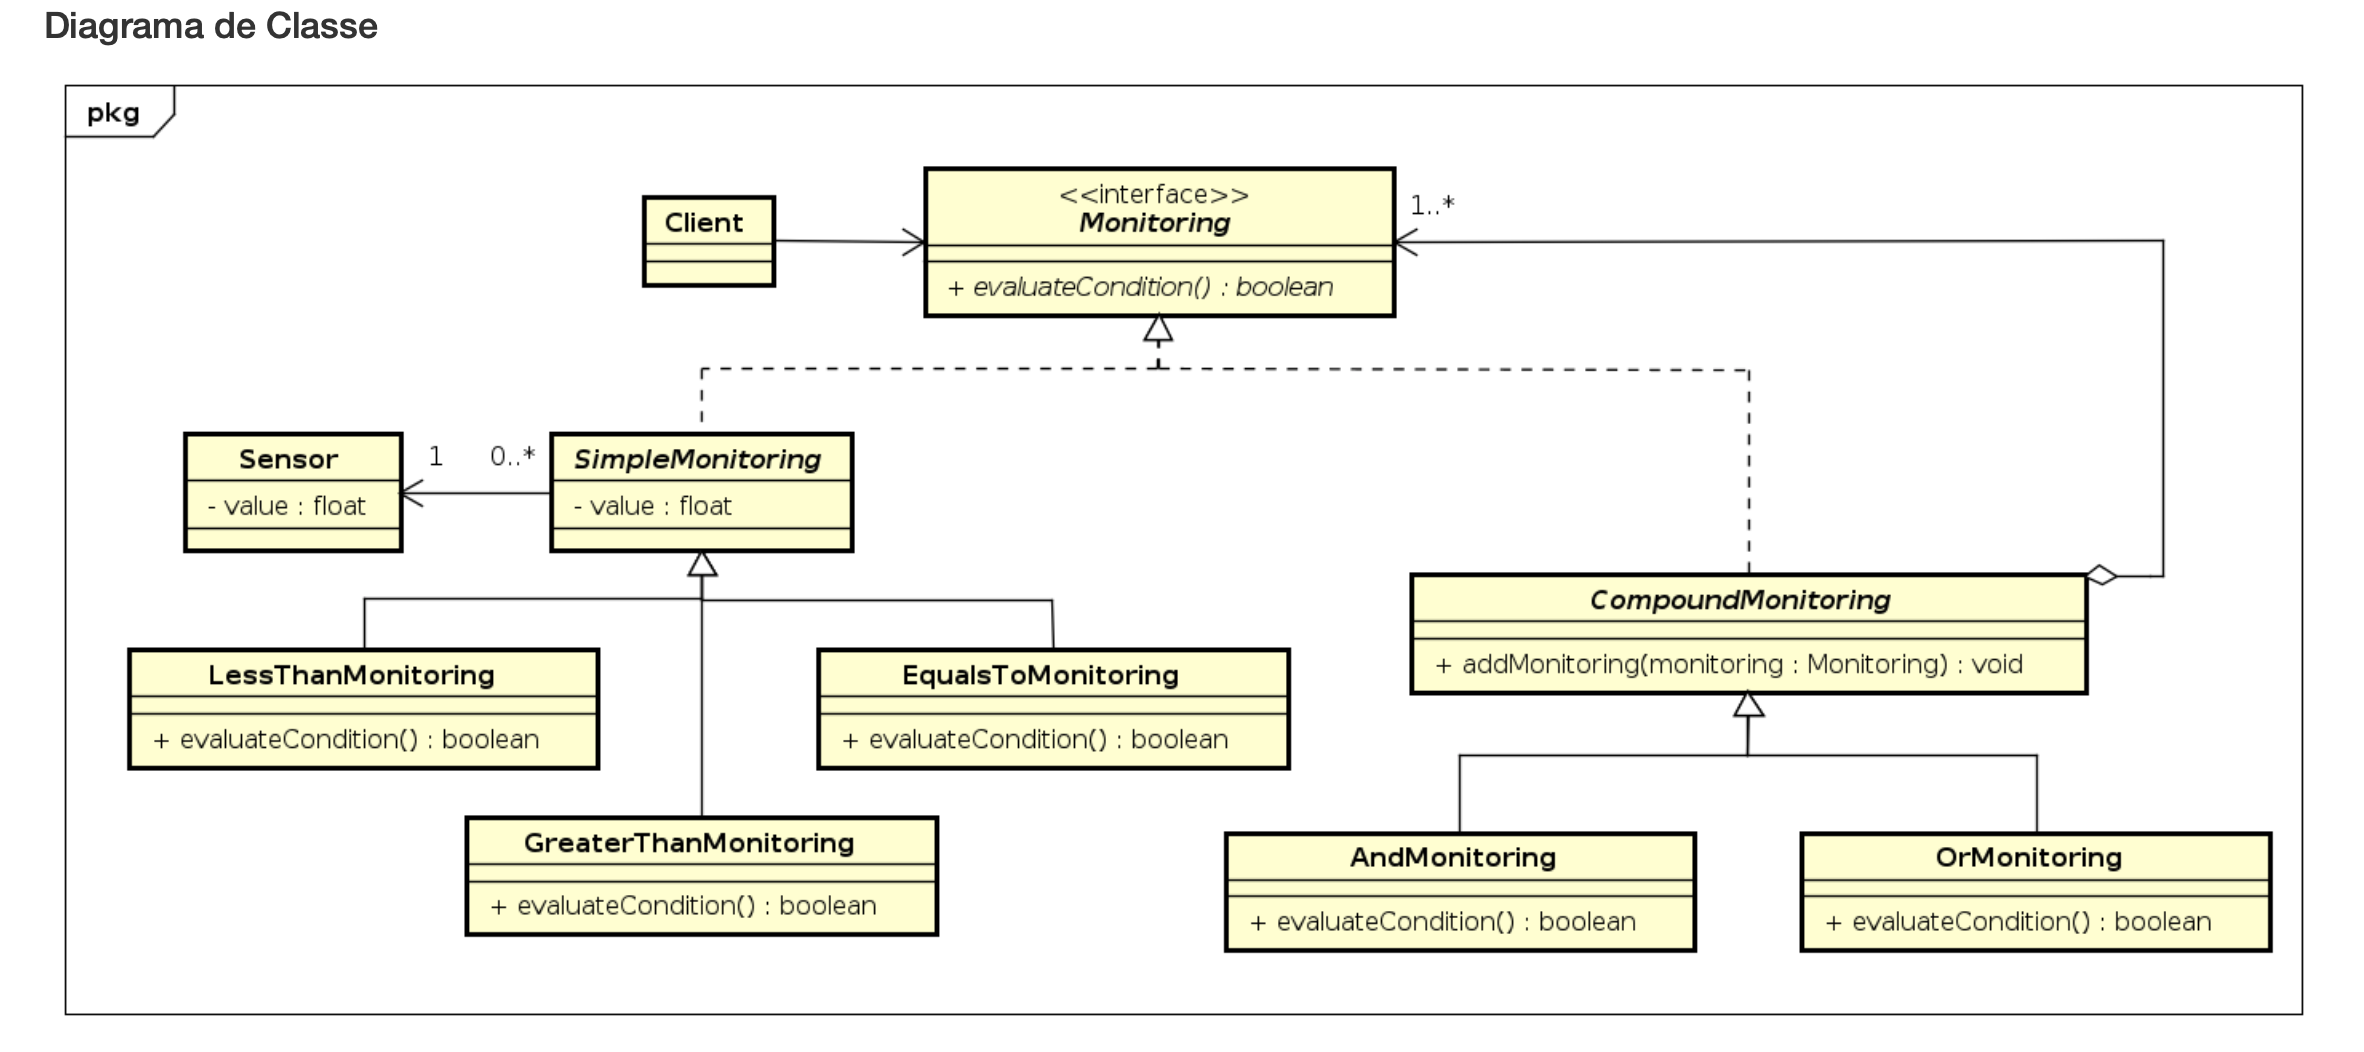 Diagrama de Classe
pkg
Client
<<interface>>
Monitoring
+ evaluateCondition() : boolean
1..*
Sensor
- value : float
1
0..*
SimpleMonitoring
- value : float
CompoundMonitoring
+ addMonitoring(monitoring : Monitoring) : void
LessThanMonitoring
+ evaluateCondition() : boolean
EqualsToMonitoring
+ evaluateCondition() : boolean
GreaterThanMonitoring
+ evaluateCondition() : boolean
AndMonitoring
+ evaluateCondition() : boolean
OrMonitoring
+ evaluateCondition() : boolean